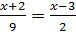 x+2/9 = x−3/2